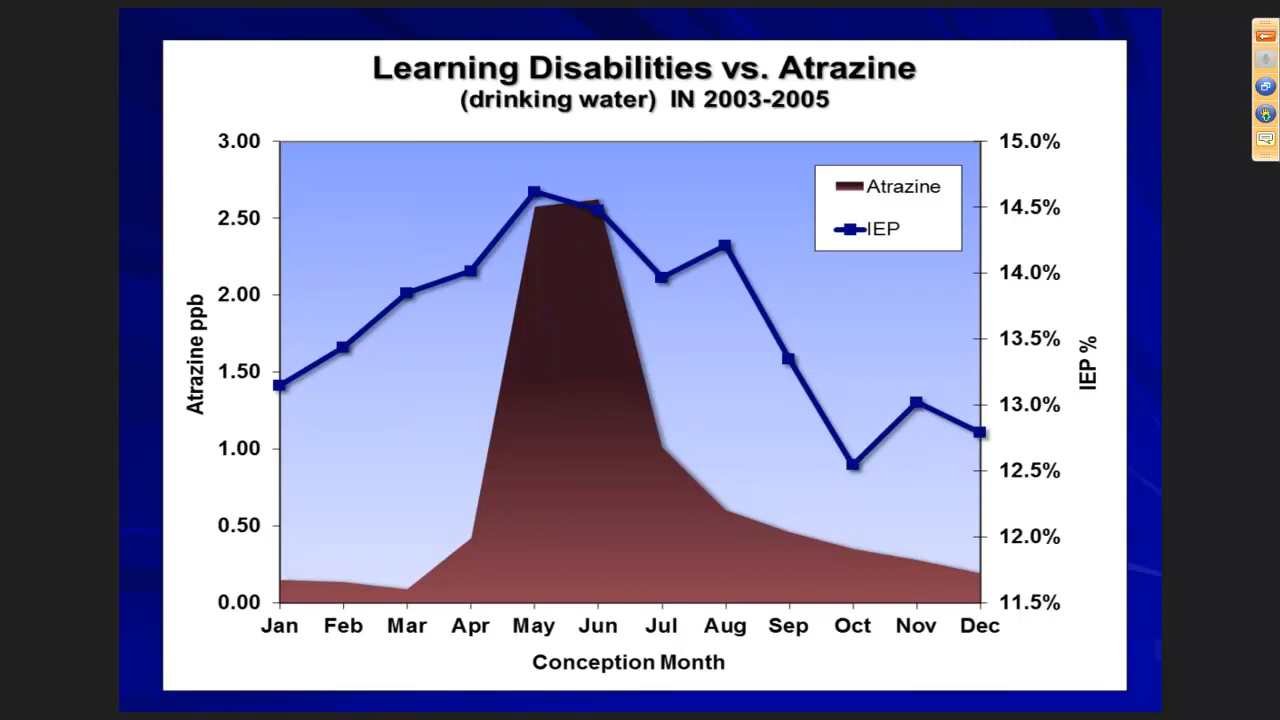 Learning Disabilities vs. Atrazine
(drinking water) IN 2003-2005
3.00
2.50
2.00
1.50
1.00
0.50
0.00
Atrazine ppb
15.0%
14.5%
14.0%
13.5%
13.0%
12.5%
12.0%
11.5%
IEP %
Atrazine
IEP
Jan Feb Mar Apr May Jun Jul Aug Sep Oct Nov Dec
Conception Month